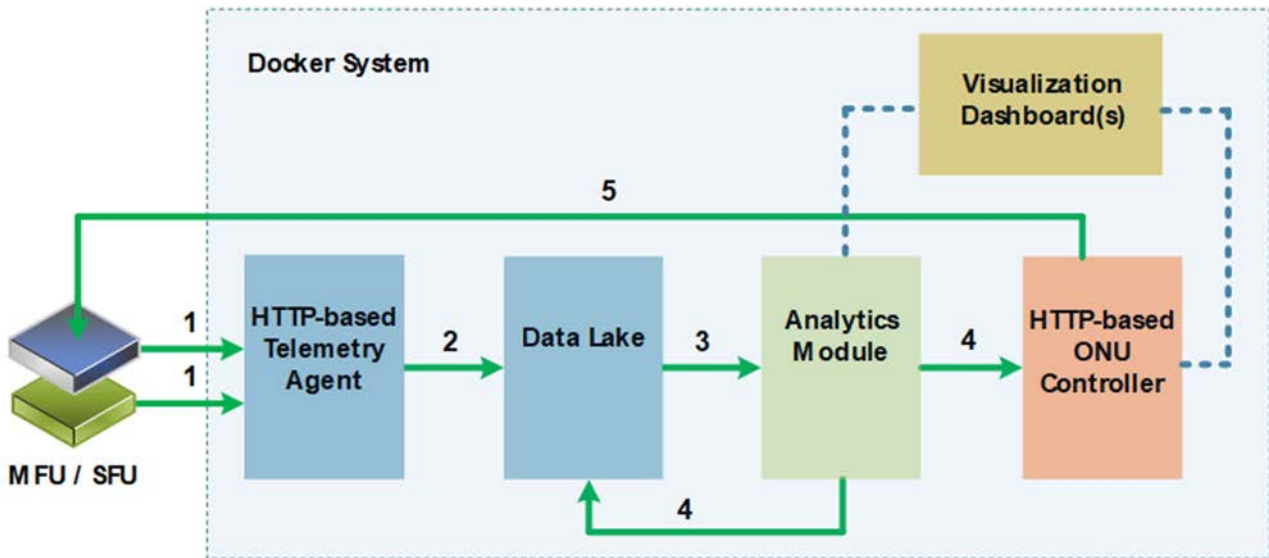 Docker System
Visualization
Dashboard(s)
5
1
HTTP-based
Telemetry
Agent
2
Data Lake
3
Analytics
Module
4
HTTP-based
ONU
Controller
1
MFU / SFU
4